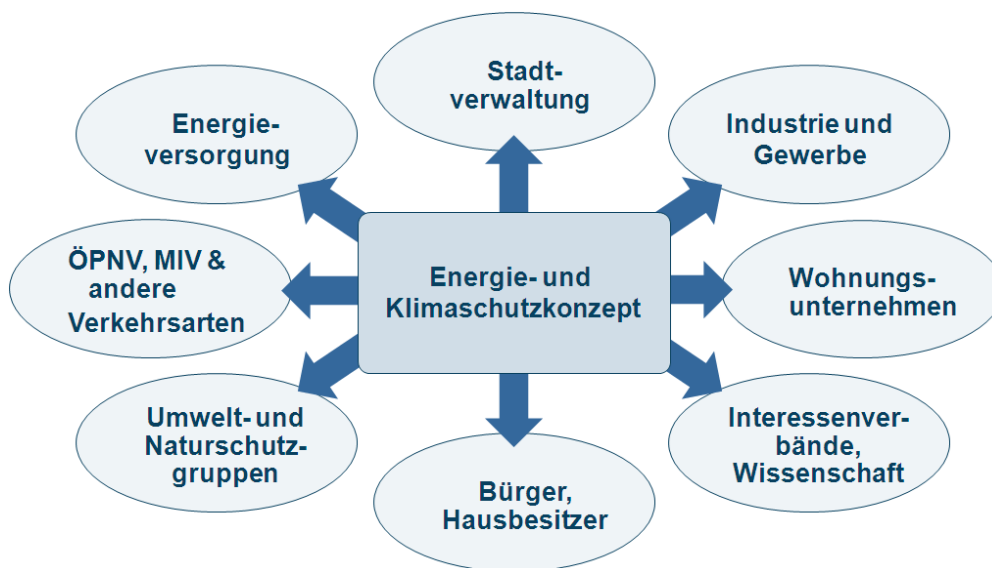 Stadt-
verwaltung
Energie-
versorgung
Industrie und
Gewerbe
ÖPNV, MIV &
andere
Verkehrsarten
Energie- und
Klimaschutzkonzept
Wohnungs-
unternehmen
Umwelt- und
Naturschutz-
gruppen
Bürger,
Hausbesitzer
Interessenver-
bände,
Wissenschaft